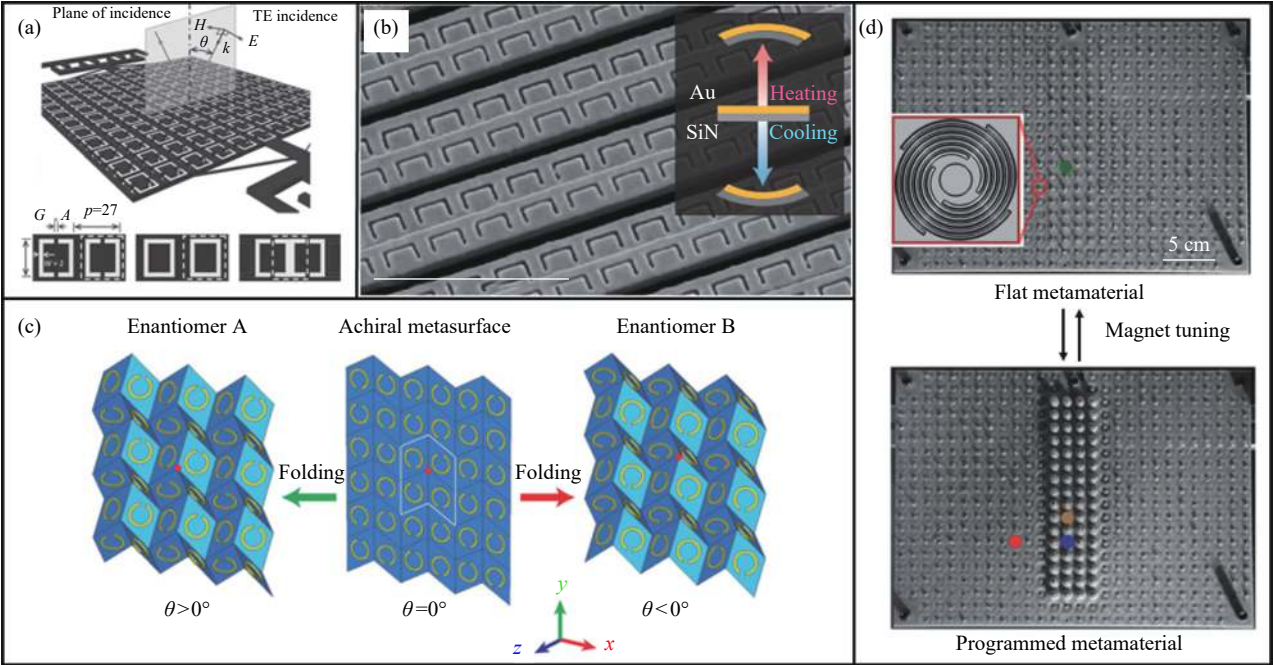 (a)
Plane of incidence
TE incidence
H
E
θ
k
G
A
p=27
(b)
Au
Heating
SiN
Cooling
(c)
Enantiomer A
Achiral metasurface
Enantiomer B
Folding
Folding
θ>0°
θ=0°
θ<0°
y
z
x
(d)
5 cm
Flat metamaterial
Magnet tuning
Programmed metamaterial